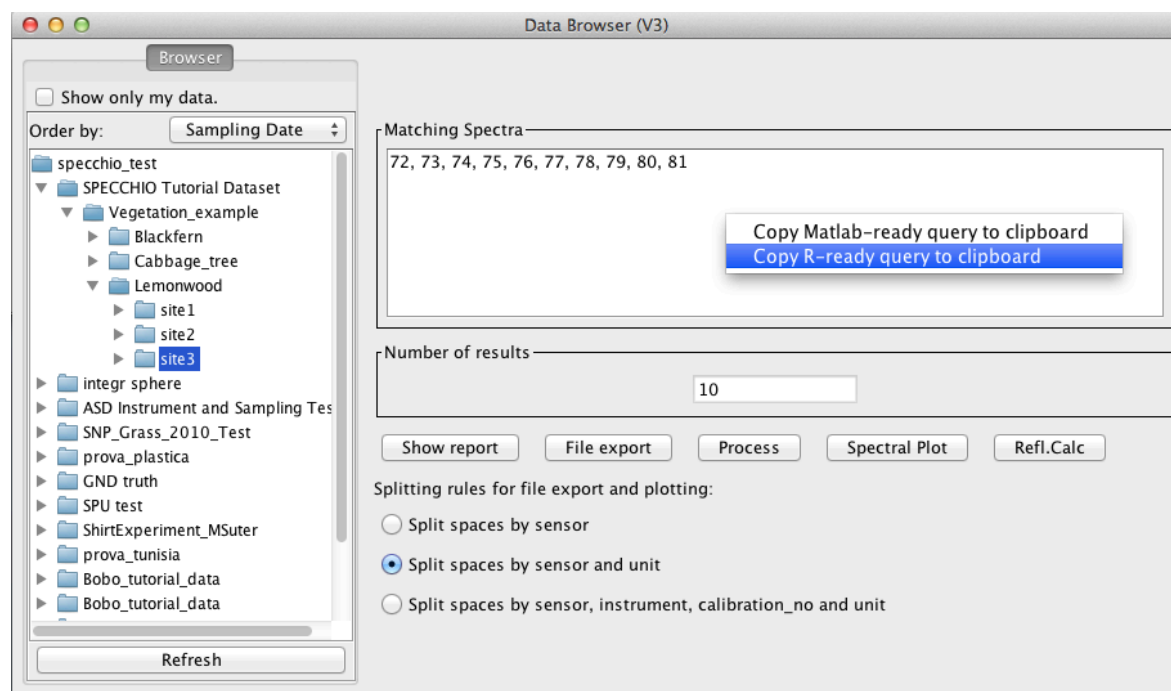 Data Browser (V3)
Browser
Show only my data.
Order by: Sampling Date
specchio_test
SPECCHIO Tutorial Dataset
Vegetation_example
Blackfern
Cabbage_tree
Lemonwood
site1
site2
site3
integr sphere
ASD Instrument and Sampling Tes
SNP_Grass_2010_Test
prova_plastica
GND truth
SPU test
ShirtExperiment_MSuter
prova_tunisia
Bobo_tutorial_data
Bobo_tutorial_data
Refresh
Matching Spectra
72, 73, 74, 75, 76, 77, 78, 79, 80, 81
Copy Matlab-ready query to clipboard
Copy R-ready query to clipboard
Number of results
10
Show report File export Process Spectral Plot Refl.Calc
Splitting rules for file export and plotting:
Split spaces by sensor
Split spaces by sensor and unit
Split spaces by sensor, instrument, calibration_no and unit